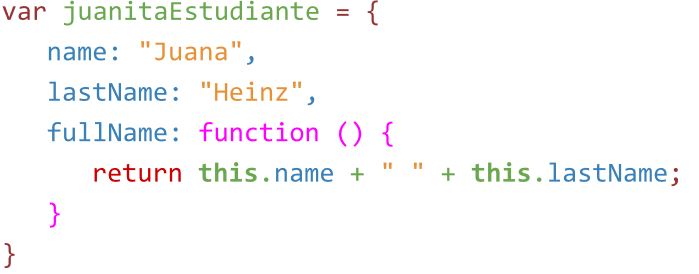 var juanitaEstudiante = {
name: "Juana",
lastName: "Heinz",
fullName: function () {
return this.name + " " + this.lastName;
}
}